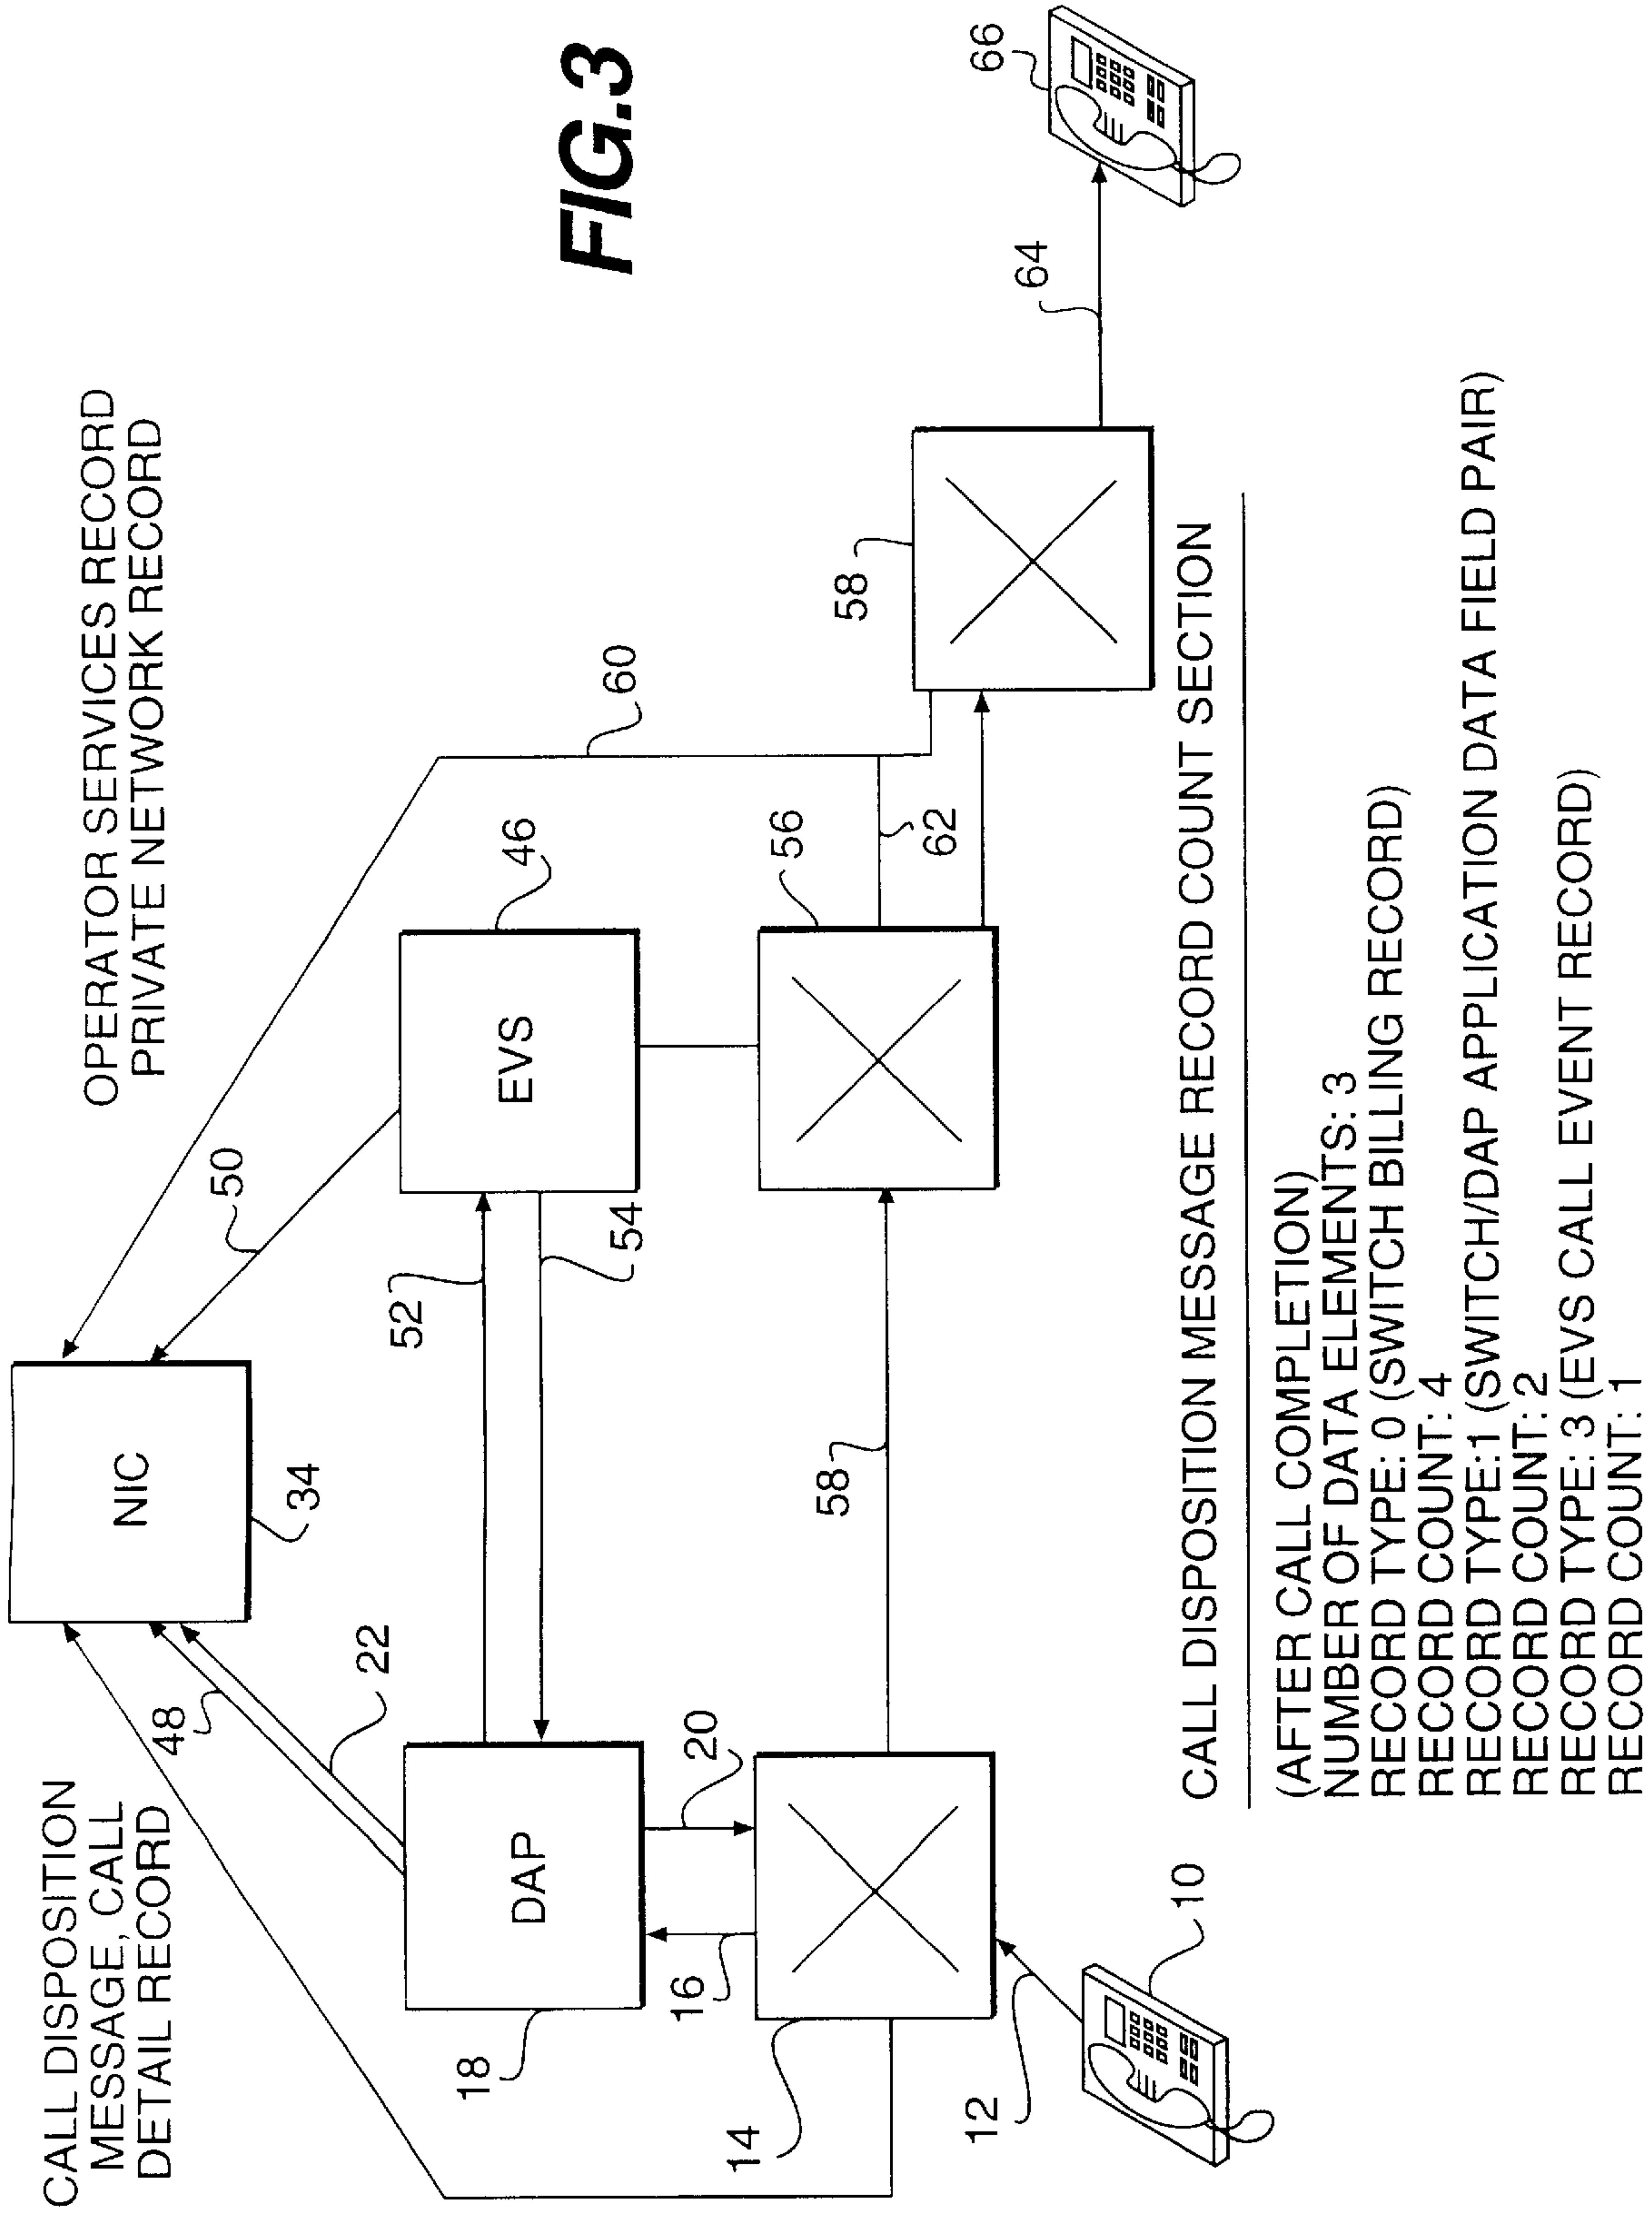 CALL DISPOSITION
MESSAGE, CALL
DETAIL RECORD
OPERATOR SERVICES RECORD
PRIVATE NETWORK RECORD
NIC
34
48
22
50
60
FIG.3
DAP
18
52
54
EVS
46
16
20
14
58
56
62
58
64
66
12
10
CALL DISPOSITION MESSAGE RECORD COUNT SECTION
(AFTER CALL COMPLETION)
NUMBER OF DATA ELEMENTS: 3
RECORD TYPE: 0 (SWITCH BILLING RECORD)
RECORD COUNT: 4
RECORD TYPE:1 (SWITCH/DAP APPLICATION DATA FIELD PAIR)
RECORD COUNT: 2
RECORD TYPE: 3 (EVS CALL EVENT RECORD)
RECORD COUNT: 1